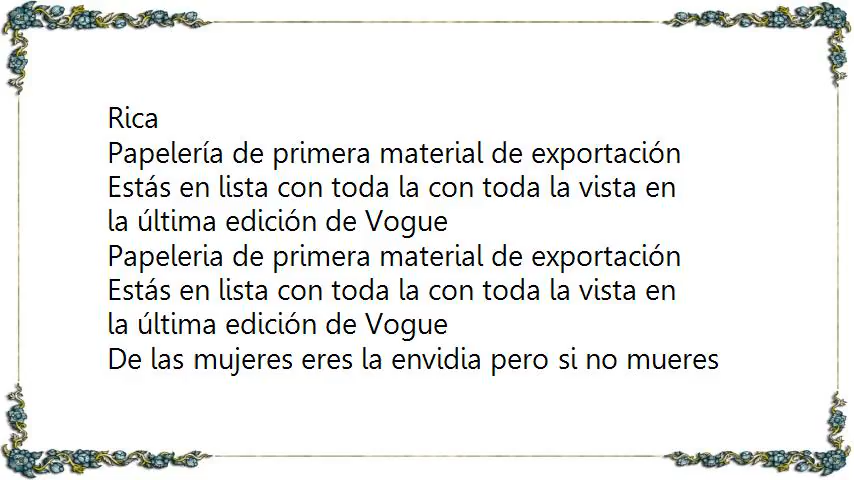 Rica
Papelería de primera material de exportación
Estás en lista con toda la con toda la vista en
la última edición de Vogue
Papeleria de primera material de exportación
Estás en lista con toda la con toda la vista en
la última edición de Vogue
De las mujeres eres la envidia pero si no mueres